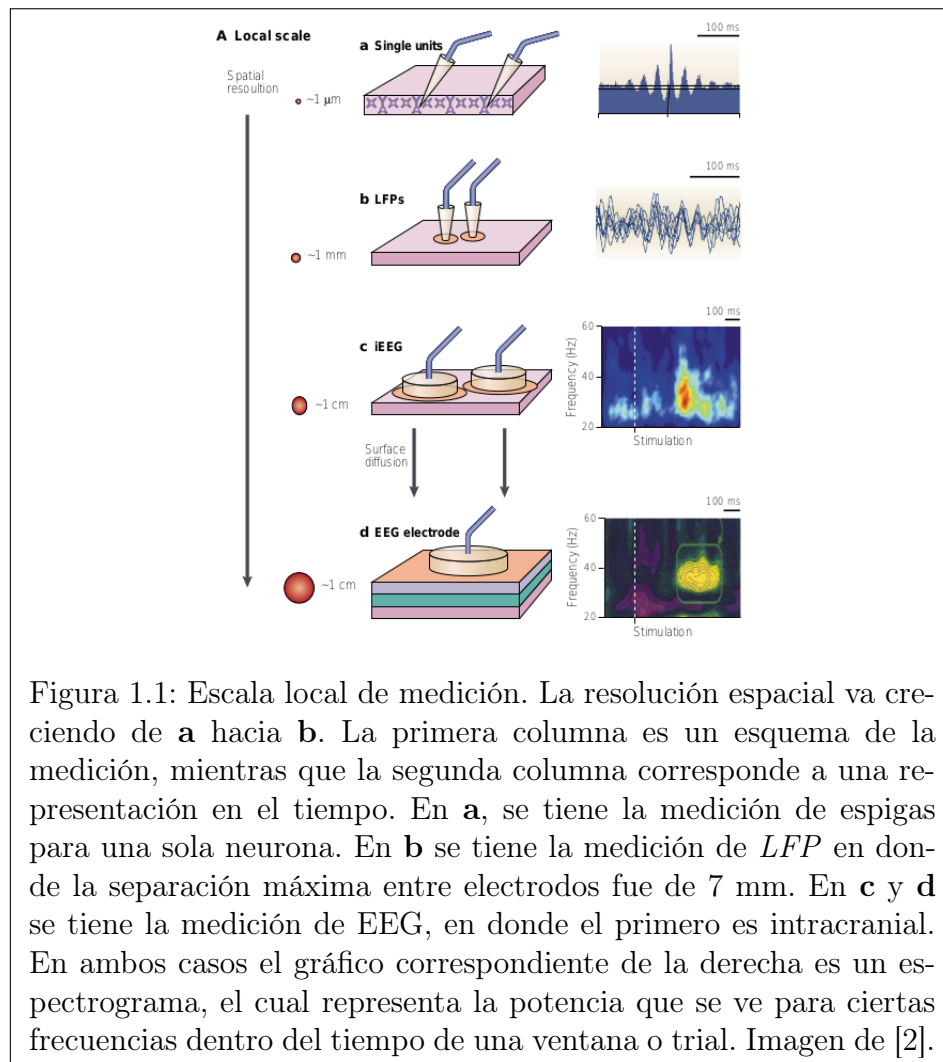 A Local scale
a Single units
100 ms
Spatial
resoultion
~1 µm
100 ms
b LFPs
~1 mm
100 ms
c iEEG
60
Frequency (Hz)
40
20
~1 cm
Stimulation
Surface
diffusion
100 ms
d EEG electrode
60
Frequency (Hz)
40
20
~1 cm
Stimulation
Figura 1.1: Escala local de medición. La resolución espacial va cre-
ciendo de a hacia b. La primera columna es un esquema de la
medición, mientras que la segunda columna corresponde a una re-
presentación en el tiempo. En a, se tiene la medición de espigas
para una sola neurona. En b se tiene la medición de LFP en don-
de la separación máxima entre electrodos fue de 7 mm. En c y d
se tiene la medición de EEG, en donde el primero es intracranial.
En ambos casos el gráfico correspondiente de la derecha es un es-
pectrograma, el cual representa la potencia que se ve para ciertas
frecuencias dentro del tiempo de una ventana o trial. Imagen de [2].